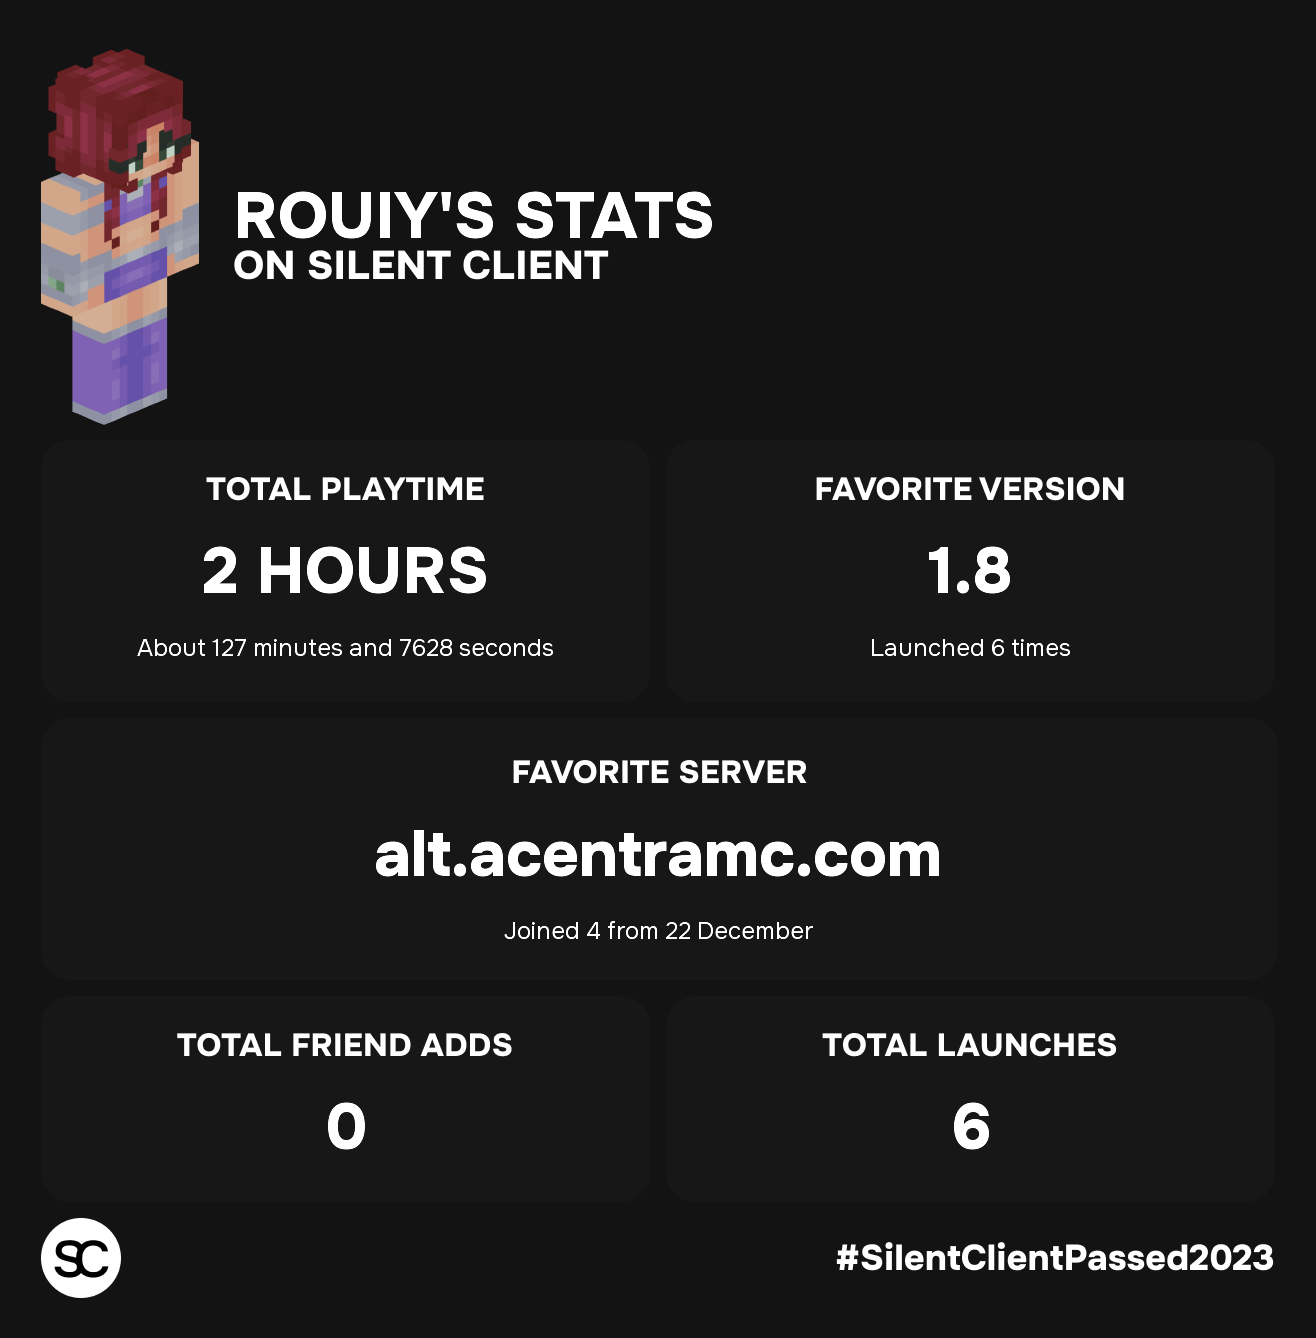 ROUIY'S STATS
ON SILENT CLIENT
TOTAL PLAYTIME
2 HOURS
About 127 minutes and 7628 seconds
FAVORITE VERSION
1.8
Launched 6 times
FAVORITE SERVER
alt.acentramc.com
Joined 4 from 22 December
TOTAL FRIEND ADDS
0
TOTAL LAUNCHES
6
SC
#SilentClientPassed2023